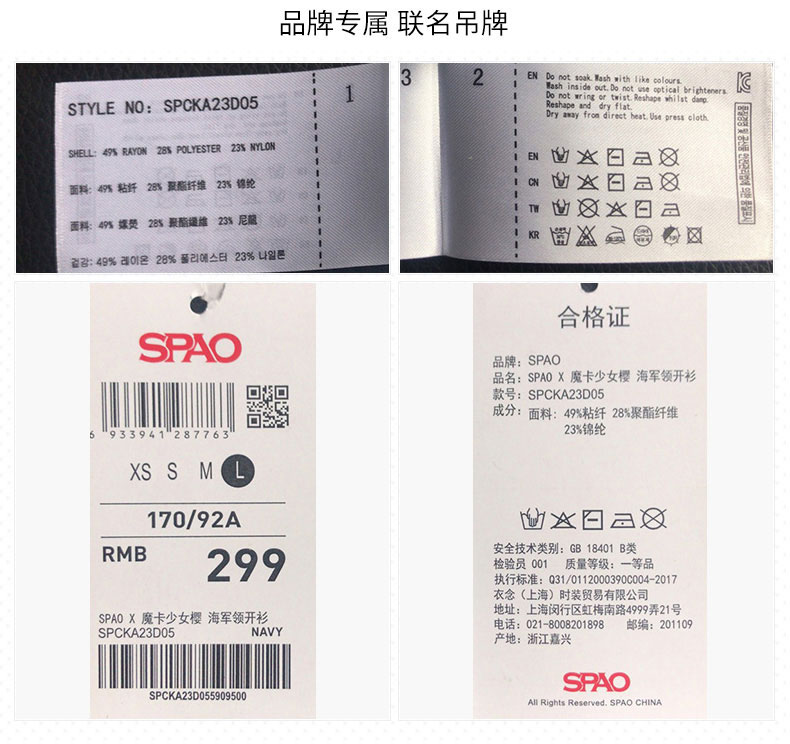 品牌专属 联名吊牌
STYLE NO: SPCKA23D05
1
SHELL: 49% RAYON 28% POLYESTER 23% NYLON
面料: 49% 粘纤 28% 聚酯纤维 23% 锦纶
面料: 49% 嫘縈 28% 聚酯纖維 23% 尼龍
겉감: 49% 레이온 28% 폴리에스터 23% 나일론
3
2
EN Do not soak. Wash with like colours.
Wash inside out. Do not use optical brighteners.
Do not wring or twist. Reshape whilst damp.
Reshape and dry flat.
Dry away from direct heat. Use press cloth.
EN
CN
TW
KR
SPAO
6 933941 287763
XS S M L
170/92A
RMB 299
SPAO X 魔卡少女樱 海军领开衫
SPCKA23D05 NAVY
SPCKA23D055909500
合格证
品牌: SPAO
品名: SPAO X 魔卡少女樱 海军领开衫
款号: SPCKA23D05
成分: 面料: 49%粘纤 28%聚酯纤维
23%锦纶
安全技术类别: GB 18401 B类
检验员 001 质量等级: 一等品
执行标准: Q31/0112000390C004-2017
衣念（上海）时装贸易有限公司
地址: 上海闵行区虹梅南路4999弄21号
电话: 021-8008201898 邮编: 201109
产地: 浙江嘉兴
SPAO
All Rights Reserved. SPAO CHINA